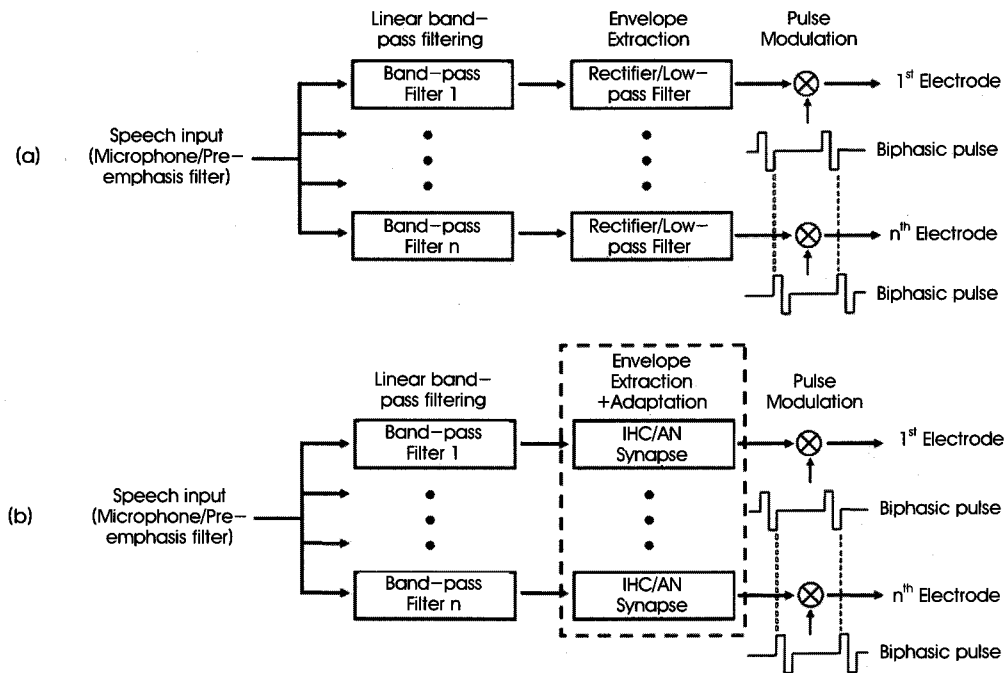 Linear band-
pass filtering
Envelope
Extraction
Pulse
Modulation
Band-pass
Filter 1
Rectifier/Low-
pass Filter
1st Electrode
(a)
Speech input
(Microphone/Pre-
emphasis filter)
Biphasic pulse
Band-pass
Filter n
Rectifier/Low-
pass Filter
nth Electrode
Biphasic pulse
Linear band-
pass filtering
Envelope
Extraction
+Adaptation
Pulse
Modulation
Band-pass
Filter 1
IHC/AN
Synapse
1st Electrode
(b)
Speech input
(Microphone/Pre-
emphasis filter)
Biphasic pulse
Band-pass
Filter n
IHC/AN
Synapse
nth Electrode
Biphasic pulse